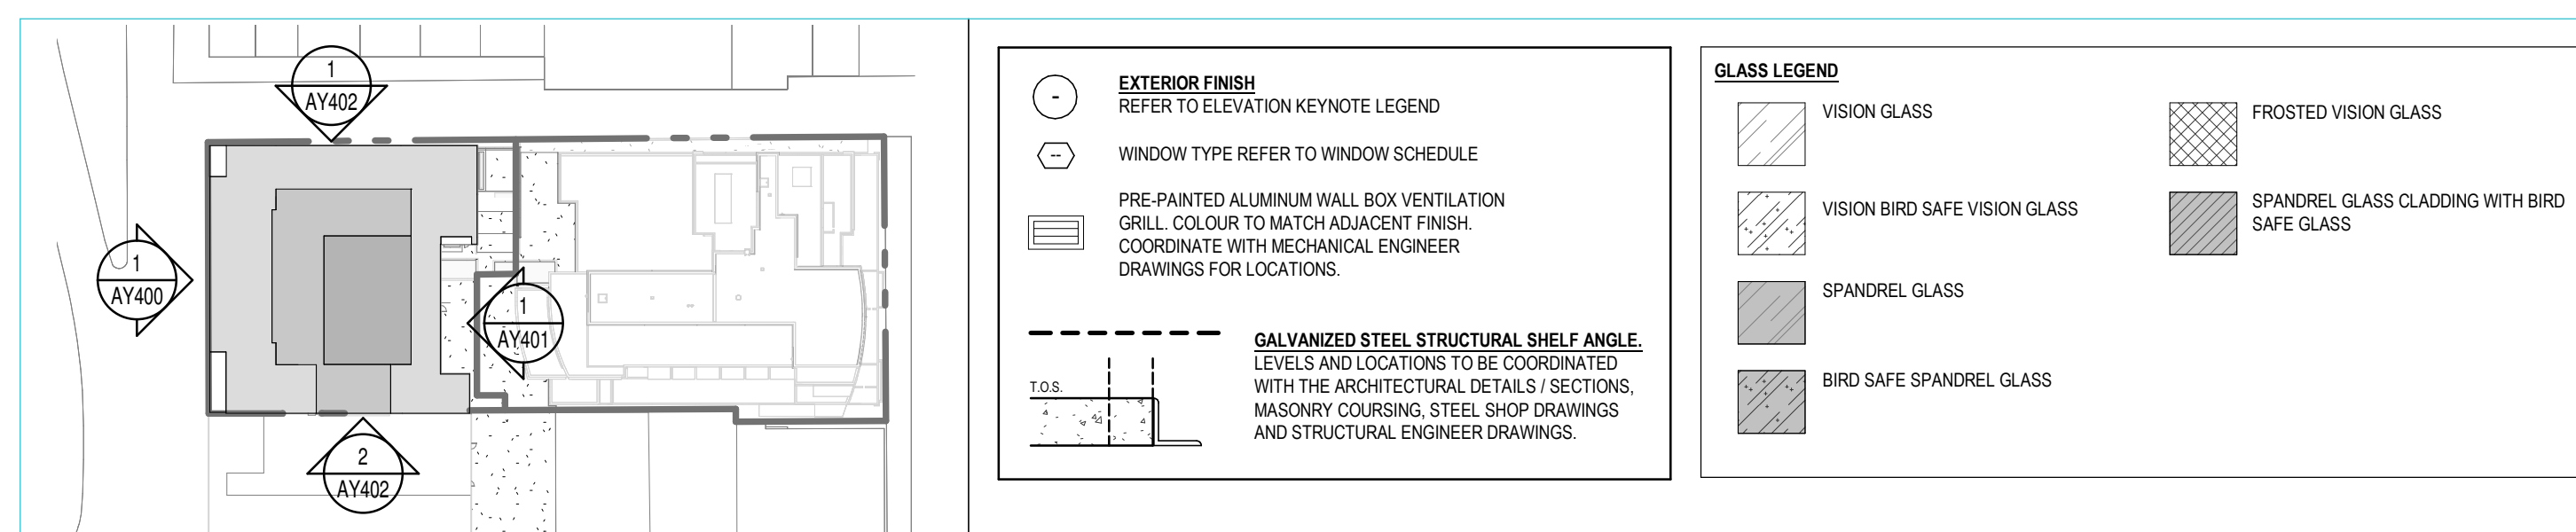 1
AY402
1
AY400
1
AY401
2
AY402
-
EXTERIOR FINISH
REFER TO ELEVATION KEYNOTE LEGEND
--
WINDOW TYPE REFER TO WINDOW SCHEDULE
PRE-PAINTED ALUMINUM WALL BOX VENTILATION
GRILL. COLOUR TO MATCH ADJACENT FINISH.
COORDINATE WITH MECHANICAL ENGINEER
DRAWINGS FOR LOCATIONS.
T.O.S.
GALVANIZED STEEL STRUCTURAL SHELF ANGLE.
LEVELS AND LOCATIONS TO BE COORDINATED
WITH THE ARCHITECTURAL DETAILS / SECTIONS,
MASONRY COURSING, STEEL SHOP DRAWINGS
AND STRUCTURAL ENGINEER DRAWINGS.
GLASS LEGEND
VISION GLASS
VISION BIRD SAFE VISION GLASS
SPANDREL GLASS
BIRD SAFE SPANDREL GLASS
FROSTED VISION GLASS
SPANDREL GLASS CLADDING WITH BIRD
SAFE GLASS